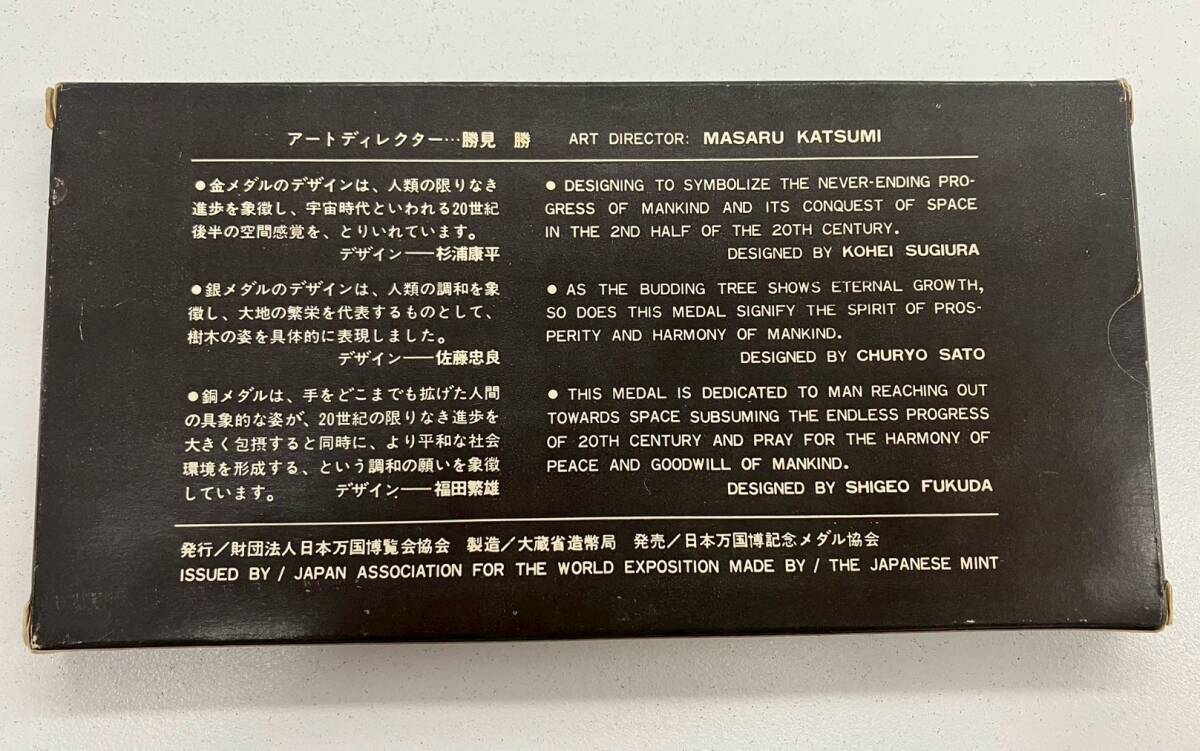 アートディレクター…勝見　勝　ART DIRECTOR: MASARU KATSUMI
●金メダルのデザインは、人類の限りなき
進歩を象徴し、宇宙時代といわれる20世紀
後半の空間感覚を、とりいれています。
デザイン──杉浦康平
● DESIGNING TO SYMBOLIZE THE NEVER-ENDING PRO-
GRESS OF MANKIND AND ITS CONQUEST OF SPACE
IN THE 2ND HALF OF THE 20TH CENTURY.
DESIGNED BY KOHEI SUGIURA
●銀メダルのデザインは、人類の調和を象
徴し、大地の繁栄を代表するものとして、
樹木の姿を具体的に表現しました。
デザイン──佐藤忠良
● AS THE BUDDING TREE SHOWS ETERNAL GROWTH,
SO DOES THIS MEDAL SIGNIFY THE SPIRIT OF PROS-
PERITY AND HARMONY OF MANKIND.
DESIGNED BY CHURYO SATO
●銅メダルは、手をどこまでも拡げた人間
の具象的な姿が、20世紀の限りなき進歩を
大きく包摂すると同時に、より平和な社会
環境を形成する、という調和の願いを象徴
しています。　デザイン──福田繁雄
● THIS MEDAL IS DEDICATED TO MAN REACHING OUT
TOWARDS SPACE SUBSUMING THE ENDLESS PROGRESS
OF 20TH CENTURY AND PRAY FOR THE HARMONY OF
PEACE AND GOODWILL OF MANKIND.
DESIGNED BY SHIGEO FUKUDA
発行／財団法人日本万国博覧会協会　製造／大蔵省造幣局　発売／日本万国博記念メダル協会
ISSUED BY / JAPAN ASSOCIATION FOR THE WORLD EXPOSITION MADE BY / THE JAPANESE MINT